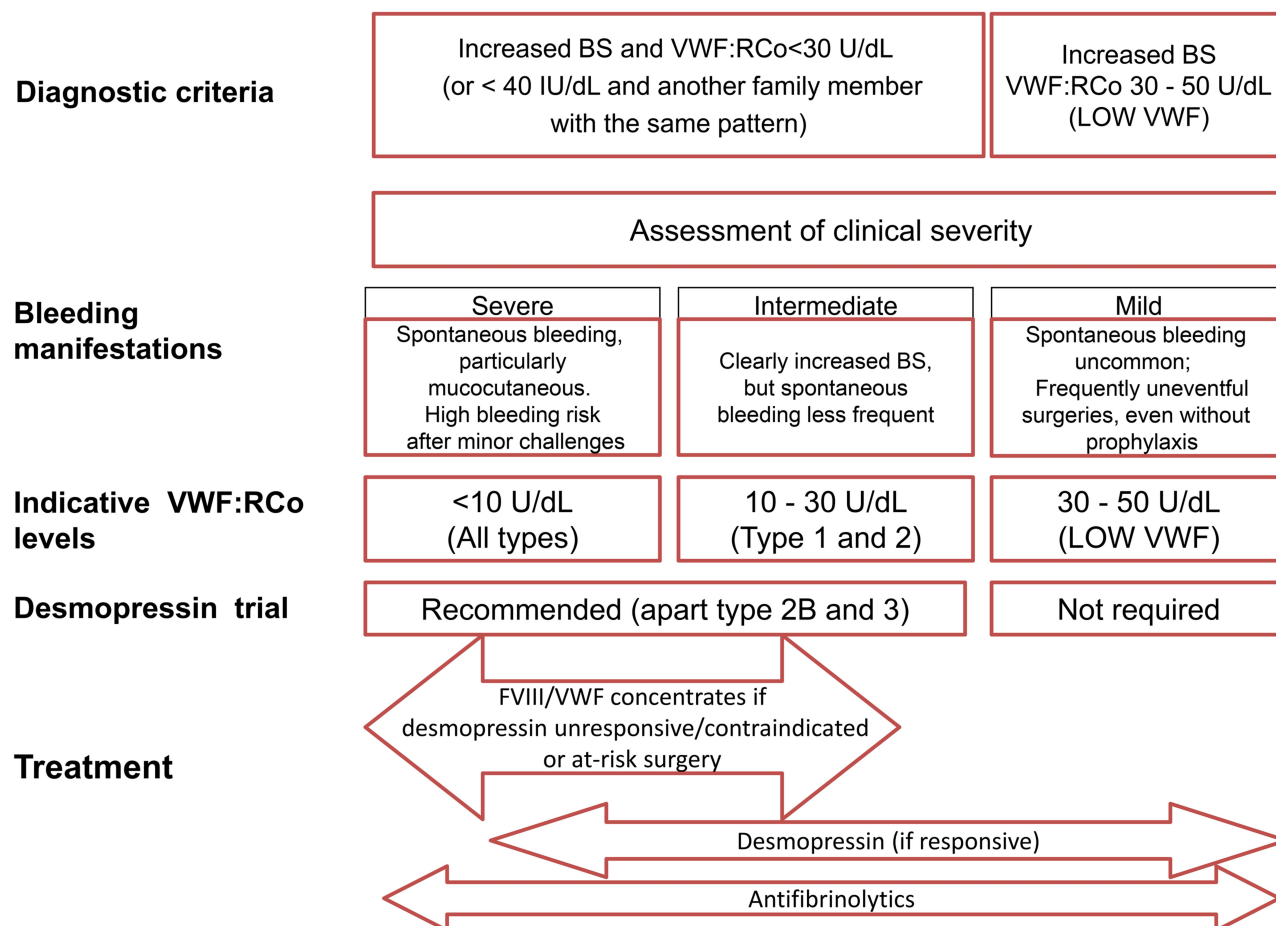 Diagnostic criteria
Increased BS and VWF:RCo<30 U/dL
(or < 40 IU/dL and another family member
with the same pattern)
Increased BS
VWF:RCo 30 - 50 U/dL
(LOW VWF)
Assessment of clinical severity
Bleeding
manifestations
Severe
Spontaneous bleeding,
particularly
mucocutaneous.
High bleeding risk
after minor challenges
Intermediate
Clearly increased BS,
but spontaneous
bleeding less frequent
Mild
Spontaneous bleeding
uncommon;
Frequently uneventful
surgeries, even without
prophylaxis
Indicative VWF:RCo
levels
<10 U/dL
(All types)
10 - 30 U/dL
(Type 1 and 2)
30 - 50 U/dL
(LOW VWF)
Desmopressin trial
Recommended (apart type 2B and 3)
Not required
Treatment
FVIII/VWF concentrates if
desmopressin unresponsive/contraindicated
or at-risk surgery
Desmopressin (if responsive)
Antifibrinolytics